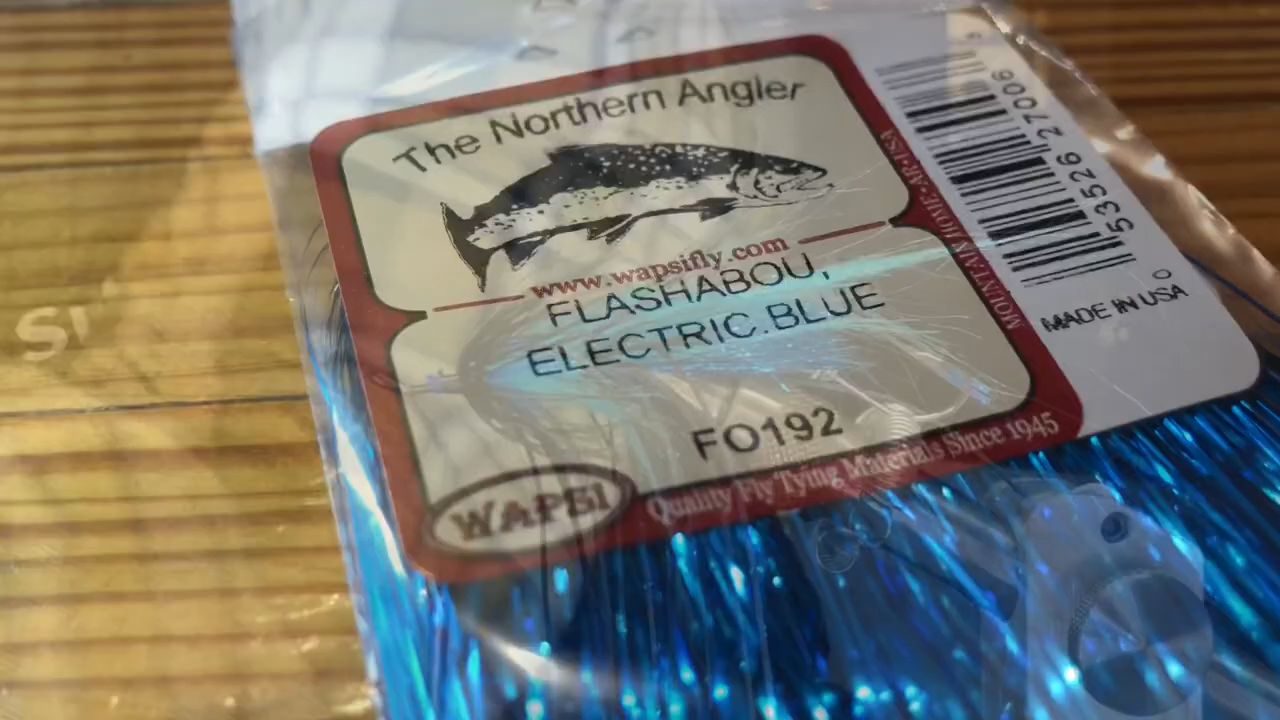 The Northern Angler
www.wapsifly.com
FLASHABOU,
ELECTRIC.BLUE
FO192
WAPSI
Quality Fly Tying Materials Since 1945
MOUNTAIN HOME • AR • USA
53526 27006
MADE IN USA